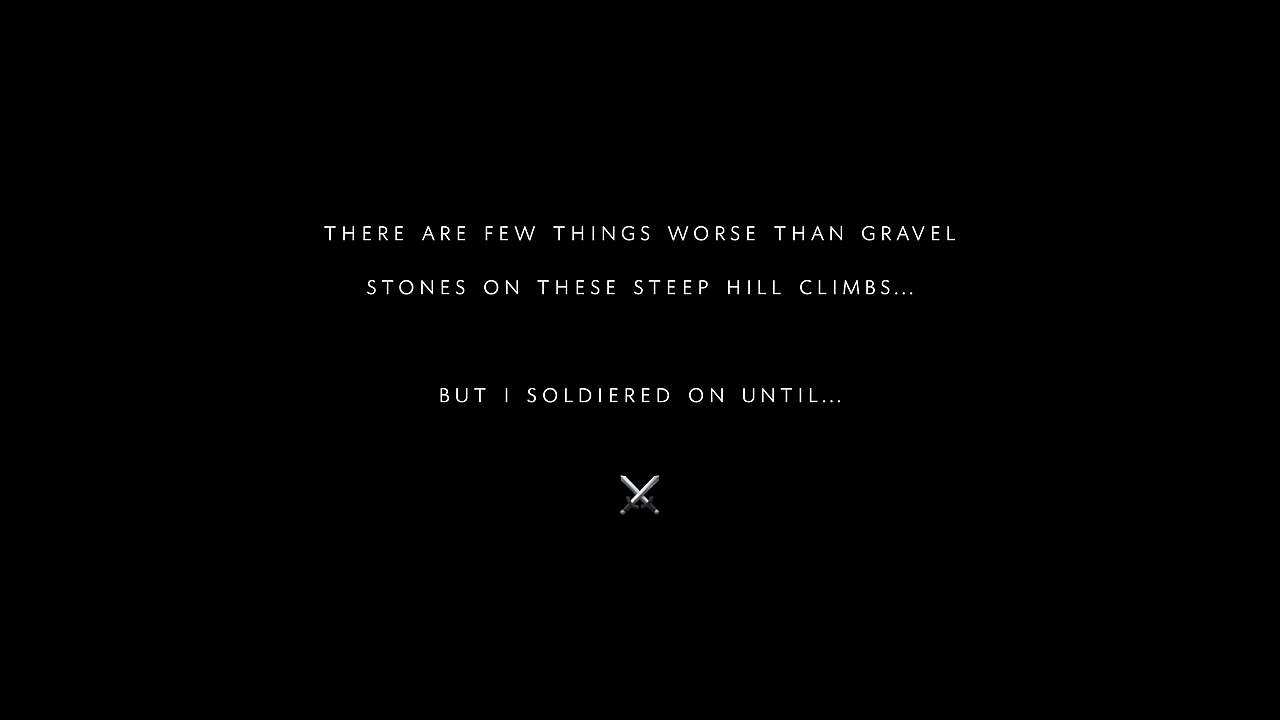 THERE ARE FEW THINGS WORSE THAN GRAVEL
STONES ON THESE STEEP HILL CLIMBS...
BUT I SOLDIERED ON UNTIL...